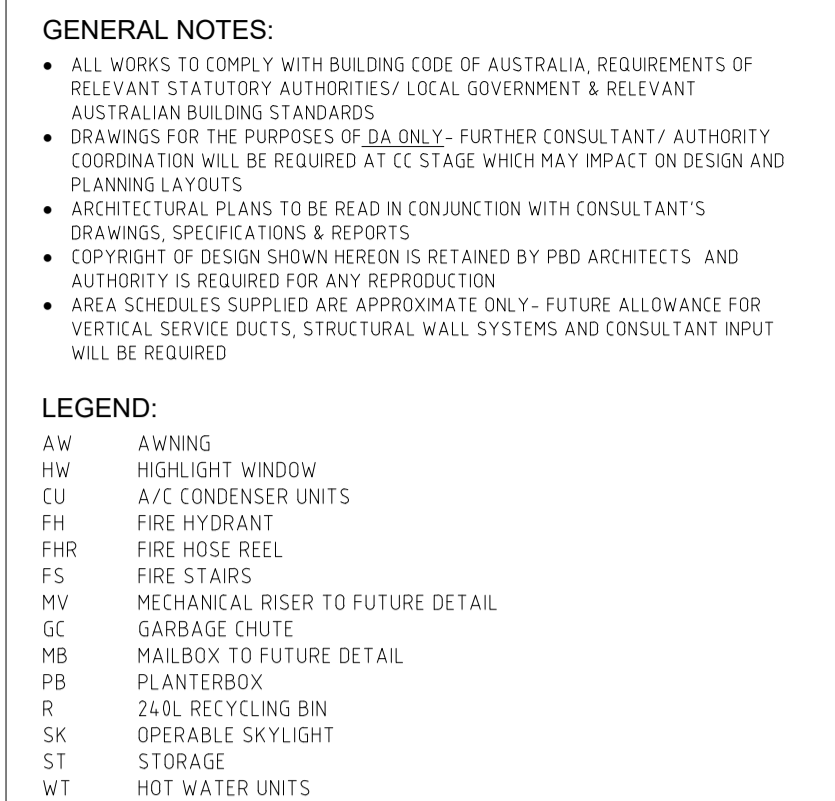 GENERAL NOTES:
● ALL WORKS TO COMPLY WITH BUILDING CODE OF AUSTRALIA, REQUIREMENTS OF
RELEVANT STATUTORY AUTHORITIES/ LOCAL GOVERNMENT & RELEVANT
AUSTRALIAN BUILDING STANDARDS
● DRAWINGS FOR THE PURPOSES OF DA ONLY- FURTHER CONSULTANT/ AUTHORITY
COORDINATION WILL BE REQUIRED AT CC STAGE WHICH MAY IMPACT ON DESIGN AND
PLANNING LAYOUTS
● ARCHITECTURAL PLANS TO BE READ IN CONJUNCTION WITH CONSULTANT'S
DRAWINGS, SPECIFICATIONS & REPORTS
● COPYRIGHT OF DESIGN SHOWN HEREON IS RETAINED BY PBD ARCHITECTS AND
AUTHORITY IS REQUIRED FOR ANY REPRODUCTION
● AREA SCHEDULES SUPPLIED ARE APPROXIMATE ONLY- FUTURE ALLOWANCE FOR
VERTICAL SERVICE DUCTS, STRUCTURAL WALL SYSTEMS AND CONSULTANT INPUT
WILL BE REQUIRED
LEGEND:
AW AWNING
HW HIGHLIGHT WINDOW
CU A/C CONDENSER UNITS
FH FIRE HYDRANT
FHR FIRE HOSE REEL
FS FIRE STAIRS
MV MECHANICAL RISER TO FUTURE DETAIL
GC GARBAGE CHUTE
MB MAILBOX TO FUTURE DETAIL
PB PLANTERBOX
R 240L RECYCLING BIN
SK OPERABLE SKYLIGHT
ST STORAGE
WT HOT WATER UNITS